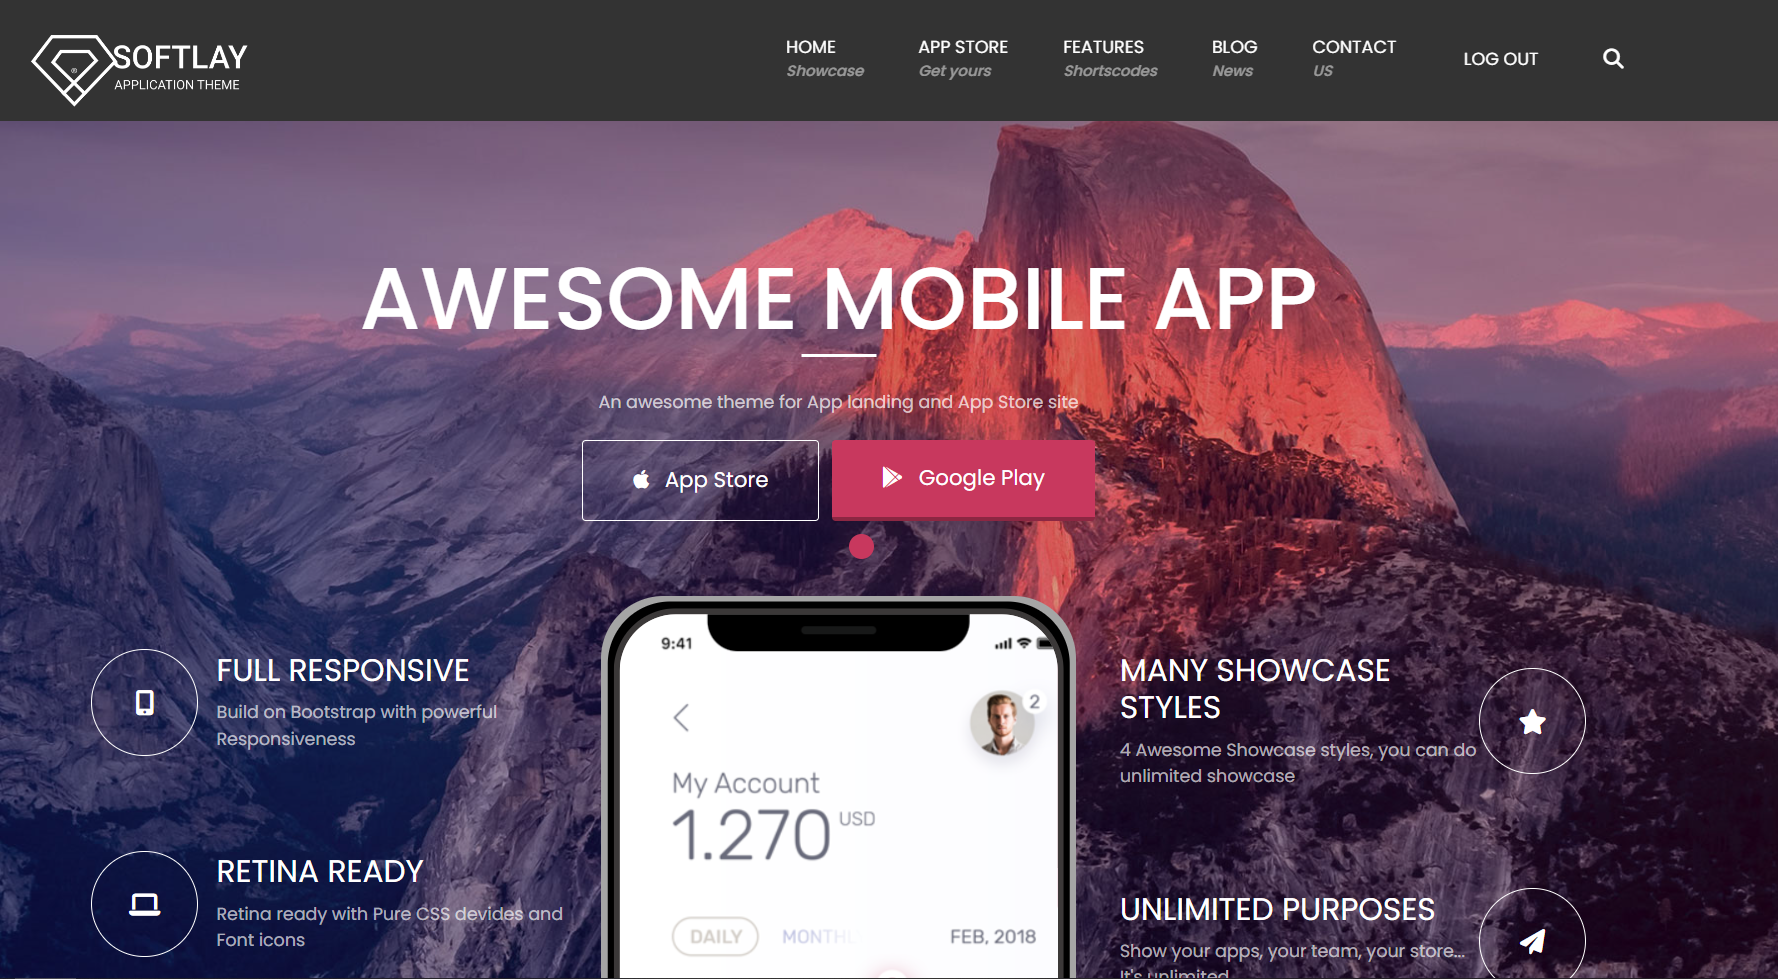 SOFTLAY
APPLICATION THEME
HOME
Showcase
APP STORE
Get yours
FEATURES
Shortscodes
BLOG
News
CONTACT
US
LOG OUT
AWESOME MOBILE APP
An awesome theme for App landing and App Store site
App Store
Google Play
FULL RESPONSIVE
Build on Bootstrap with powerful
Responsiveness
RETINA READY
Retina ready with Pure CSS devides and
Font icons
9:41
2
My Account
1.270 USD
DAILY
MONTHL
FEB, 2018
MANY SHOWCASE
STYLES
4 Awesome Showcase styles, you can do
unlimited showcase
UNLIMITED PURPOSES
Show your apps, your team, your store...
It's unlimited